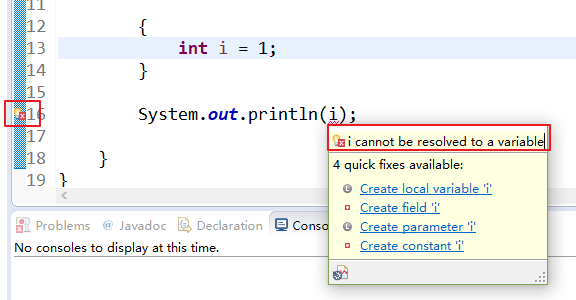 11
12 {
13 int i = 1;
14 }
15
16 System.out.println(i);
17
i cannot be resolved to a variable
18 }
4 quick fixes available:
19 }
Create local variable 'i'
Create field 'i'
Create parameter 'i'
Create constant 'i'
Problems @ Javadoc Declaration Conso
No consoles to display at this time.